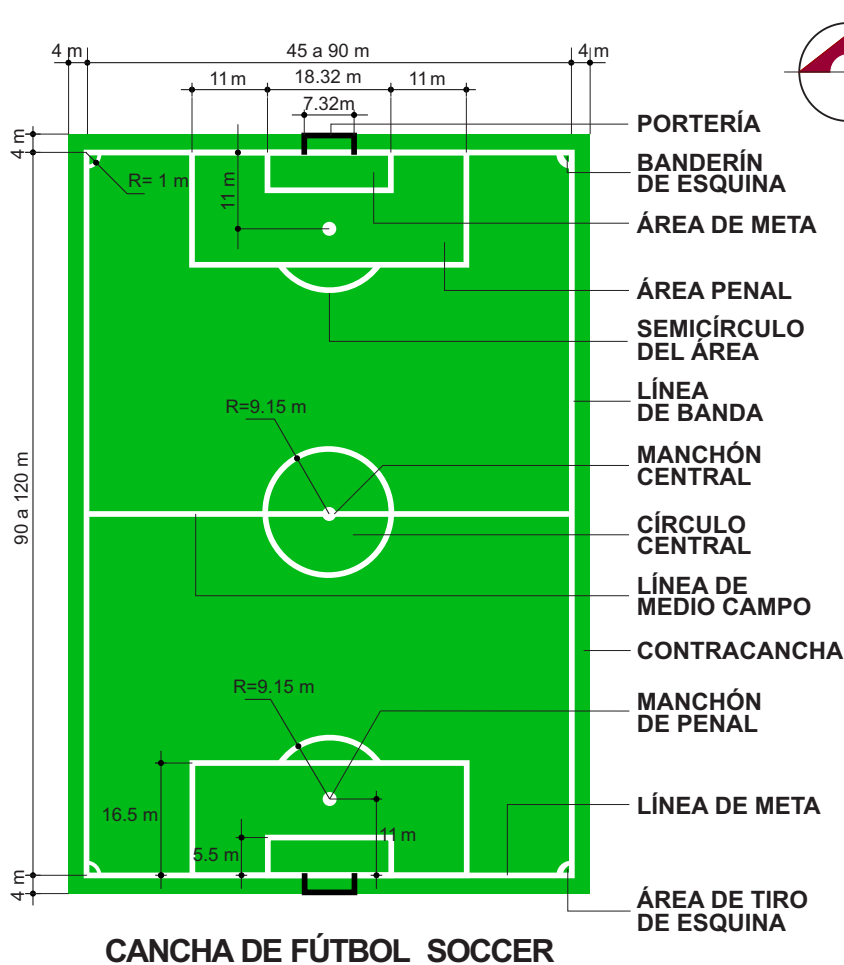 4 m
45 a 90 m
4 m
11 m
18.32 m
11 m
7.32m
4 m
R= 1 m
11 m
PORTERÍA
BANDERÍN
DE ESQUINA
ÁREA DE META
ÁREA PENAL
SEMICÍRCULO
DEL ÁREA
LÍNEA
DE BANDA
R=9.15 m
MANCHÓN
CENTRAL
90 a 120 m
CÍRCULO
CENTRAL
LÍNEA DE
MEDIO CAMPO
CONTRACANCHA
R=9.15 m
MANCHÓN
DE PENAL
16.5 m
5.5 m
11 m
LÍNEA DE META
4 m
ÁREA DE TIRO
DE ESQUINA
CANCHA DE FÚTBOL SOCCER